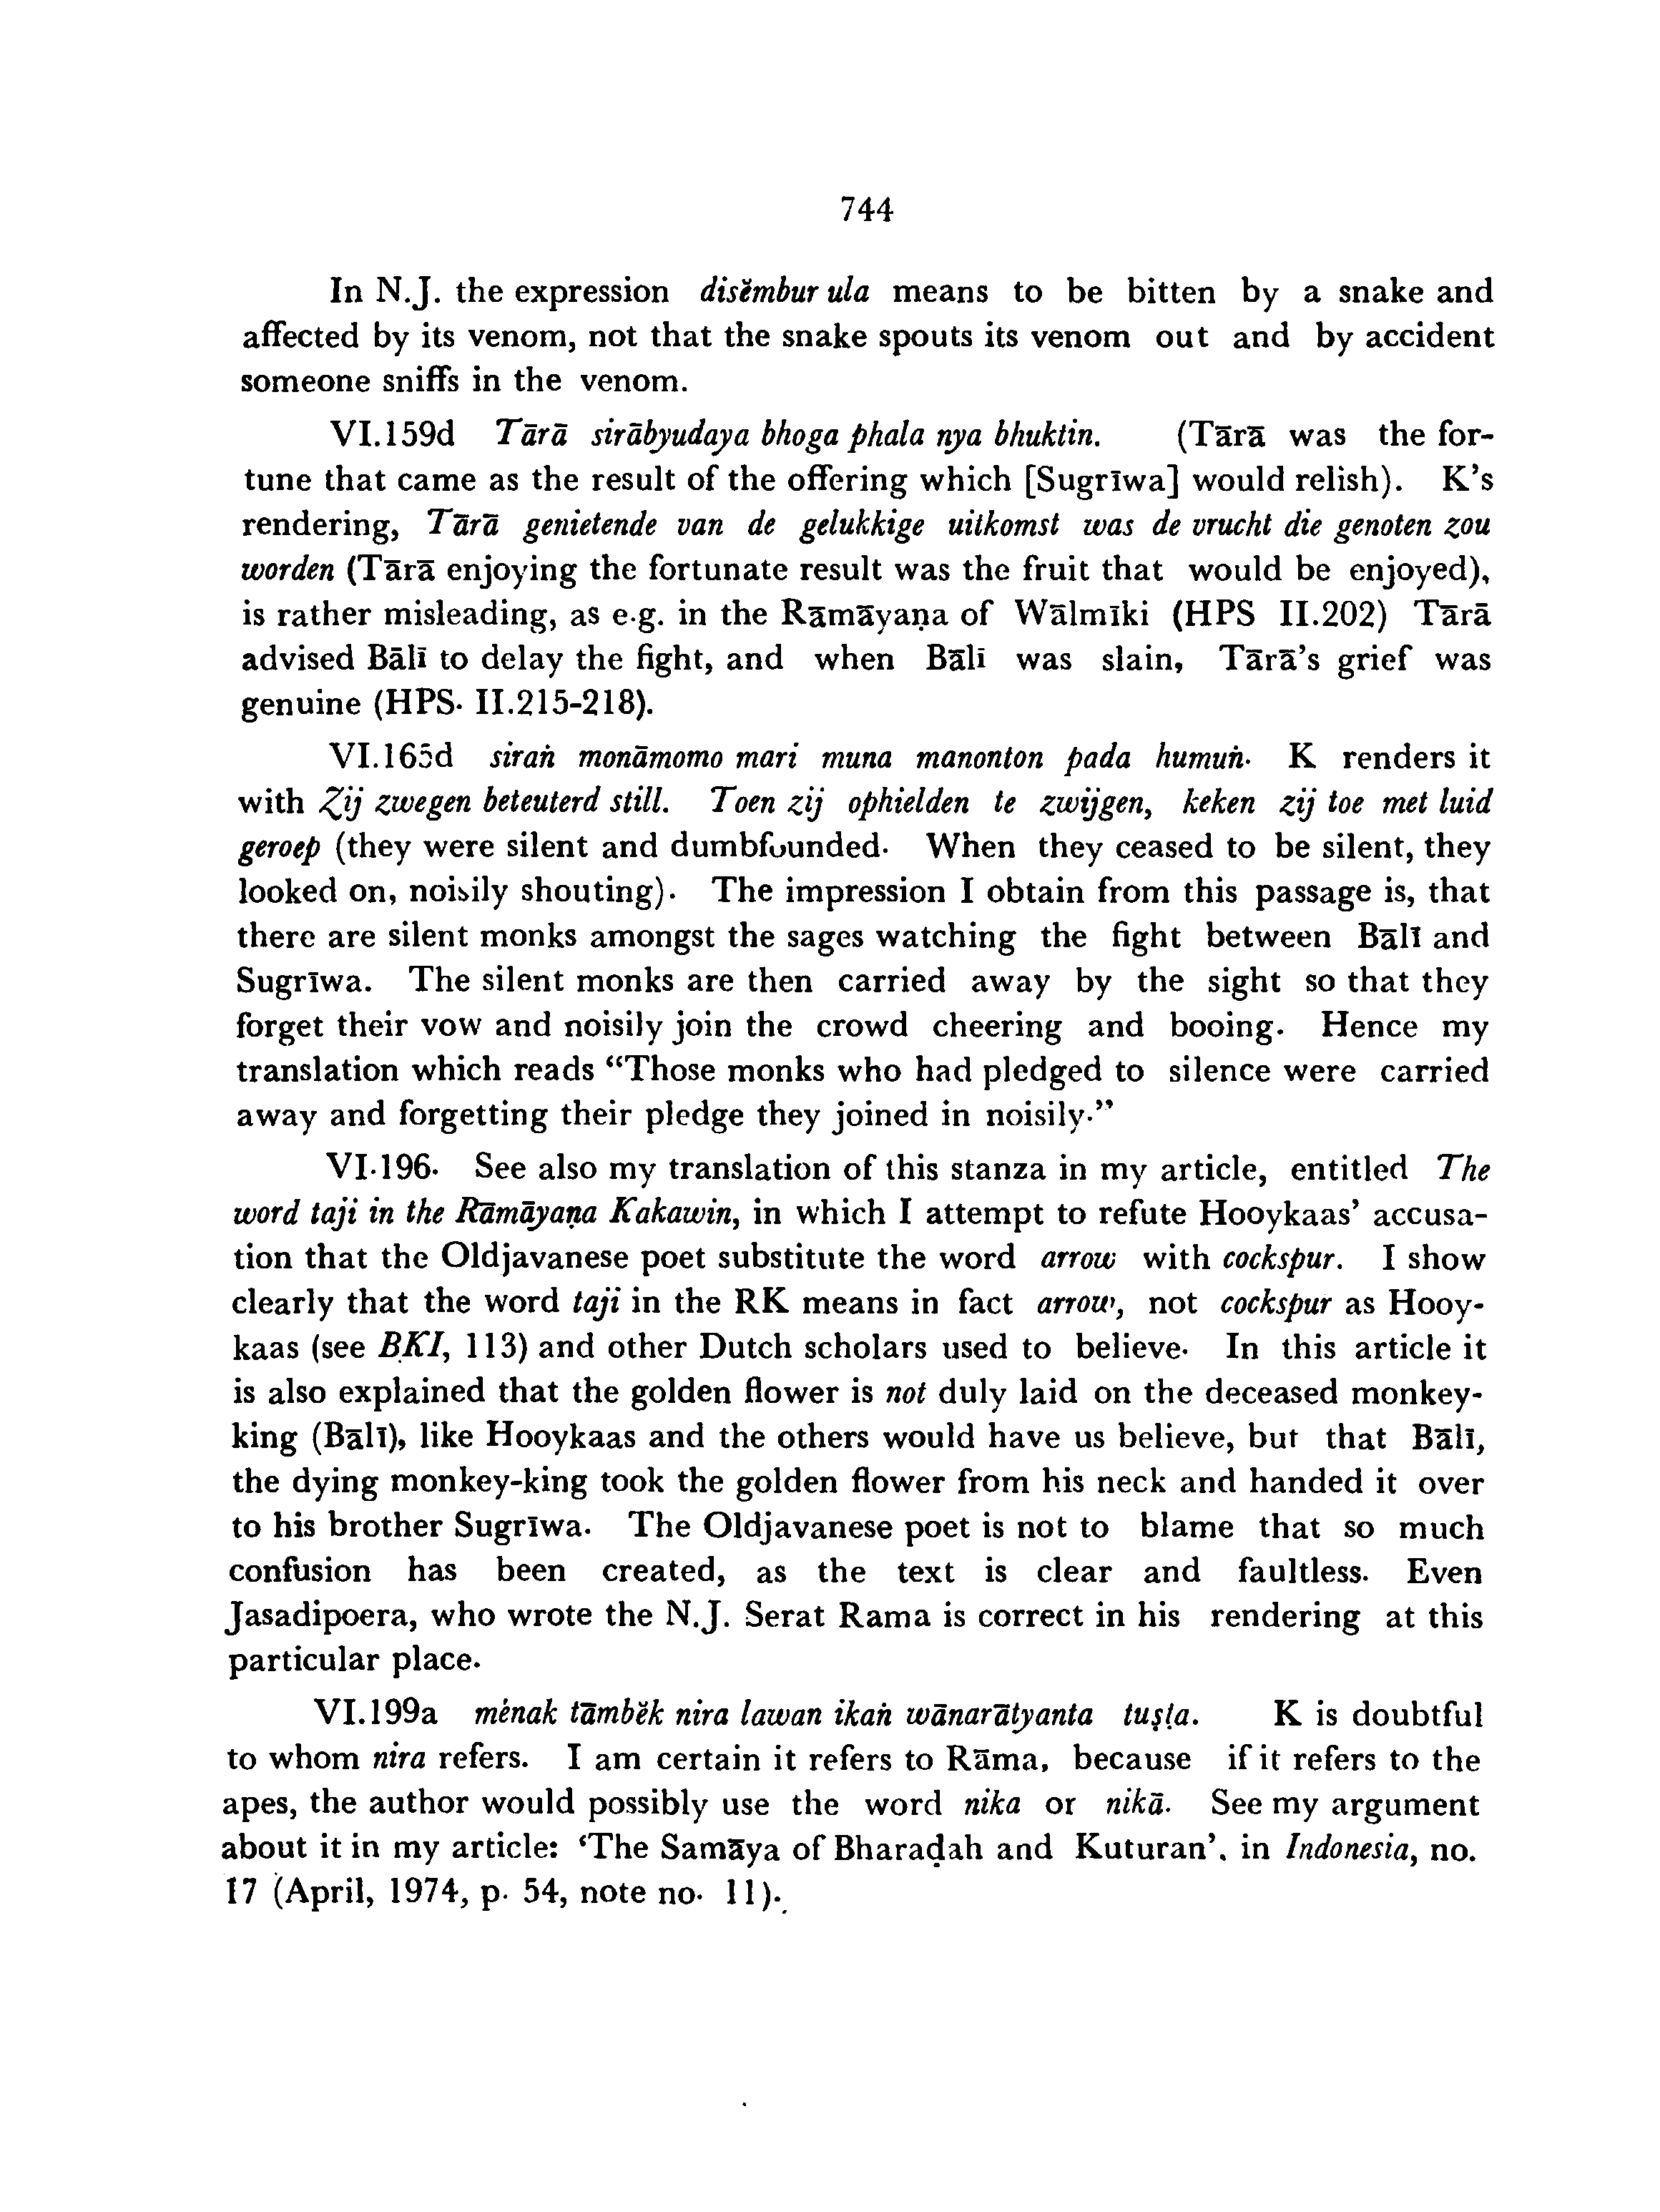 744
In N.J. the expression disĕmbur ula means to be bitten by a snake and
affected by its venom, not that the snake spouts its venom out and by accident
someone sniffs in the venom.
VI.159d Tārā sirābyudaya bhoga phala nya bhuktin. (Tārā was the for-
tune that came as the result of the offering which [Sugrīwa] would relish). K's
rendering, Tārā genietende van de gelukkige uitkomst was de vrucht die genoten zou
worden (Tārā enjoying the fortunate result was the fruit that would be enjoyed),
is rather misleading, as e.g. in the Rāmāyaṇa of Wālmīki (HPS II.202) Tārā
advised Bālī to delay the fight, and when Bālī was slain, Tārā's grief was
genuine (HPS. II.215-218).
VI.165d siraṅ monāmomo mari muna manonton pada humuṅ. K renders it
with Zij zwegen beteuterd still. Toen zij ophielden te zwijgen, keken zij toe met luid
geroep (they were silent and dumbfounded. When they ceased to be silent, they
looked on, noisily shouting). The impression I obtain from this passage is, that
there are silent monks amongst the sages watching the fight between Bālī and
Sugrīwa. The silent monks are then carried away by the sight so that they
forget their vow and noisily join the crowd cheering and booing. Hence my
translation which reads “Those monks who had pledged to silence were carried
away and forgetting their pledge they joined in noisily.”
VI.196. See also my translation of this stanza in my article, entitled The
word taji in the Rāmāyaṇa Kakawin, in which I attempt to refute Hooykaas’ accusa-
tion that the Oldjavanese poet substitute the word arrow with cockspur. I show
clearly that the word taji in the RK means in fact arrow, not cockspur as Hooy-
kaas (see BKI, 113) and other Dutch scholars used to believe. In this article it
is also explained that the golden flower is not duly laid on the deceased monkey-
king (Bālī), like Hooykaas and the others would have us believe, but that Bālī,
the dying monkey-king took the golden flower from his neck and handed it over
to his brother Sugrīwa. The Oldjavanese poet is not to blame that so much
confusion has been created, as the text is clear and faultless. Even
Jasadipoera, who wrote the N.J. Serat Rama is correct in his rendering at this
particular place.
VI.199a ménak tāmbĕk nira lawan ikaṅ wānarātyanta tuṣṭa. K is doubtful
to whom nira refers. I am certain it refers to Rāma, because if it refers to the
apes, the author would possibly use the word nika or nikā. See my argument
about it in my article: ‘The Samāya of Bharaḍah and Kuturan’, in Indonesia, no.
17 (April, 1974, p. 54, note no. 11).